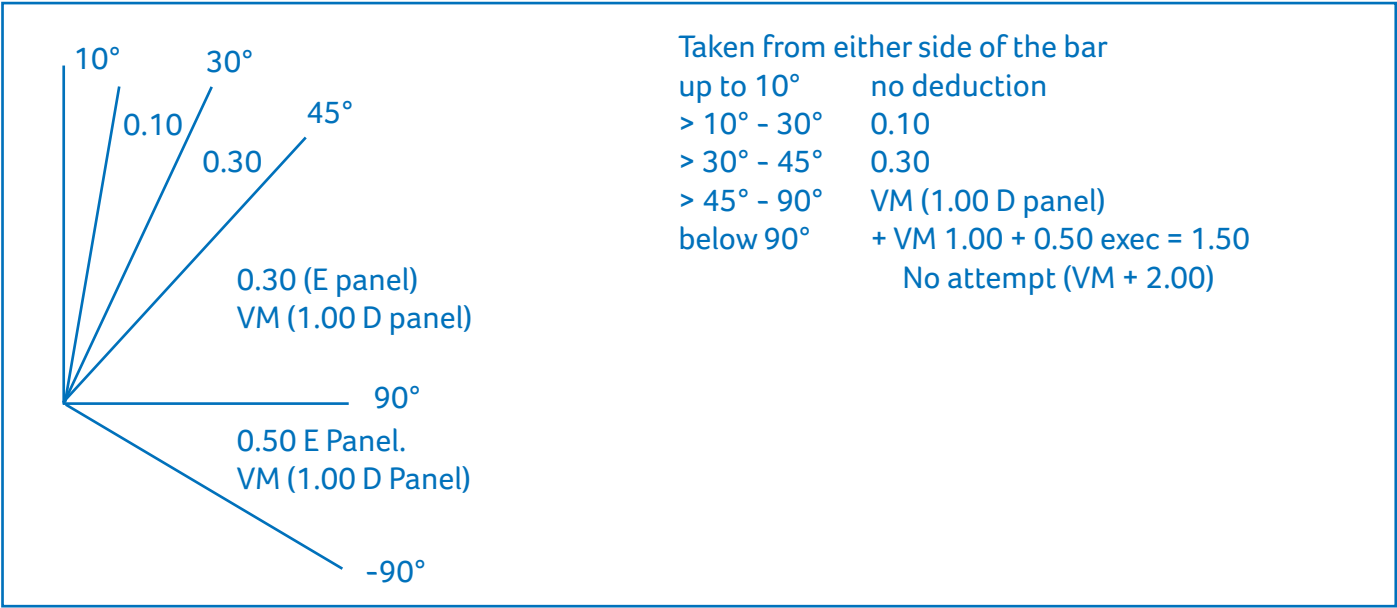 10°
30°
45°
0.10
0.30
0.30 (E panel)
VM (1.00 D panel)
90°
0.50 E Panel.
VM (1.00 D Panel)
-90°
Taken from either side of the bar
up to 10° no deduction
> 10° - 30° 0.10
> 30° - 45° 0.30
> 45° - 90° VM (1.00 D panel)
below 90° + VM 1.00 + 0.50 exec = 1.50
No attempt (VM + 2.00)